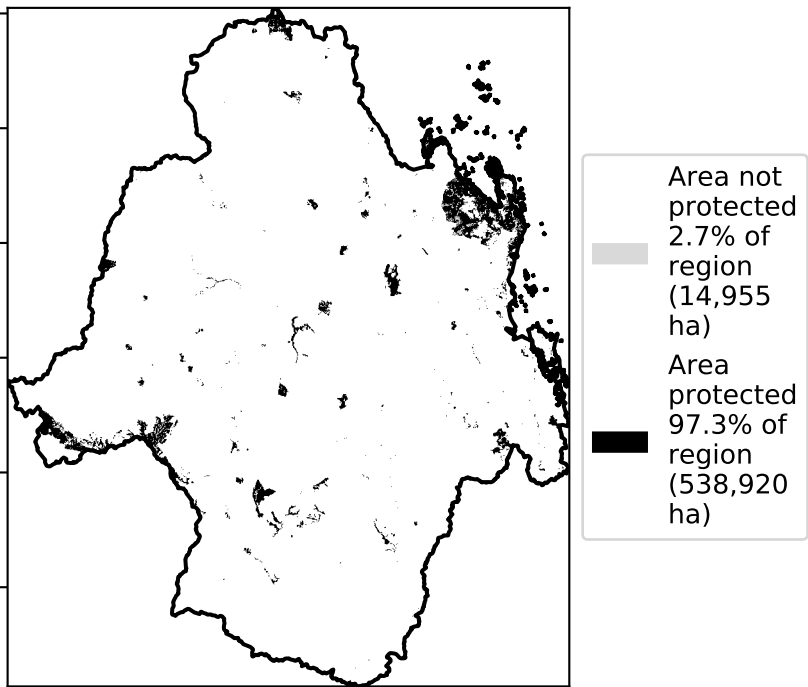 Area not
protected
2.7% of
region
(14,955
ha)
Area
protected
97.3% of
region
(538,920
ha)